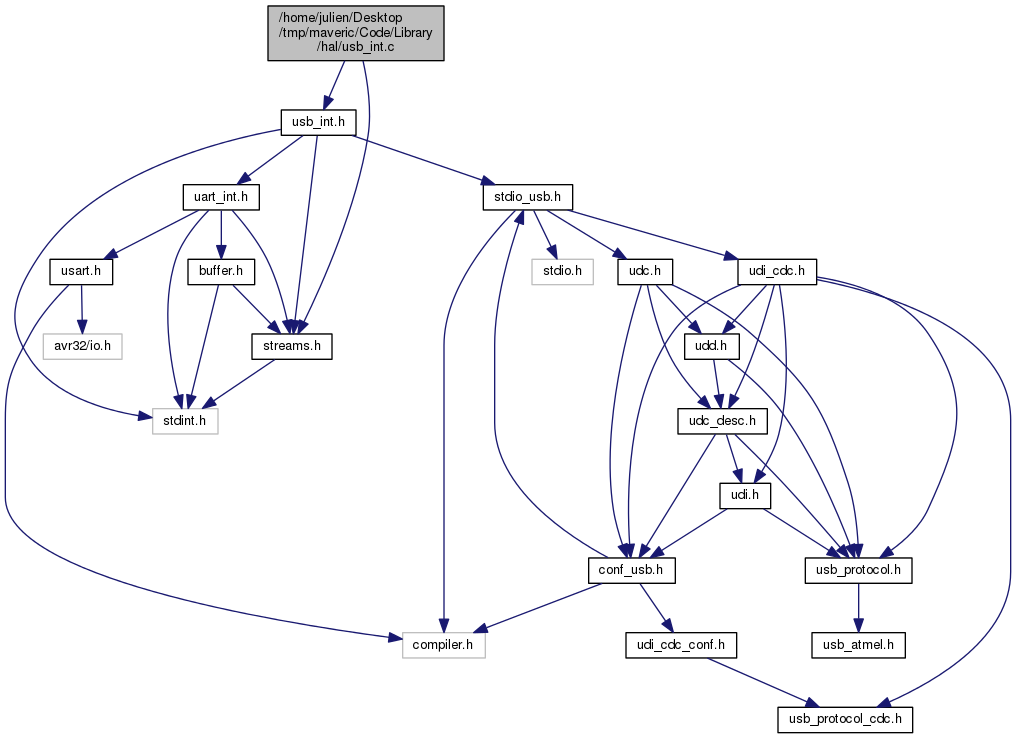 /home/julien/Desktop
/tmp/maveric/Code/Library
/hal/usb_int.c
usb_int.h
uart_int.h
stdio_usb.h
usart.h
buffer.h
stdio.h
udc.h
udi_cdc.h
avr32/io.h
streams.h
udd.h
stdint.h
udc_desc.h
udi.h
conf_usb.h
usb_protocol.h
compiler.h
udi_cdc_conf.h
usb_atmel.h
usb_protocol_cdc.h